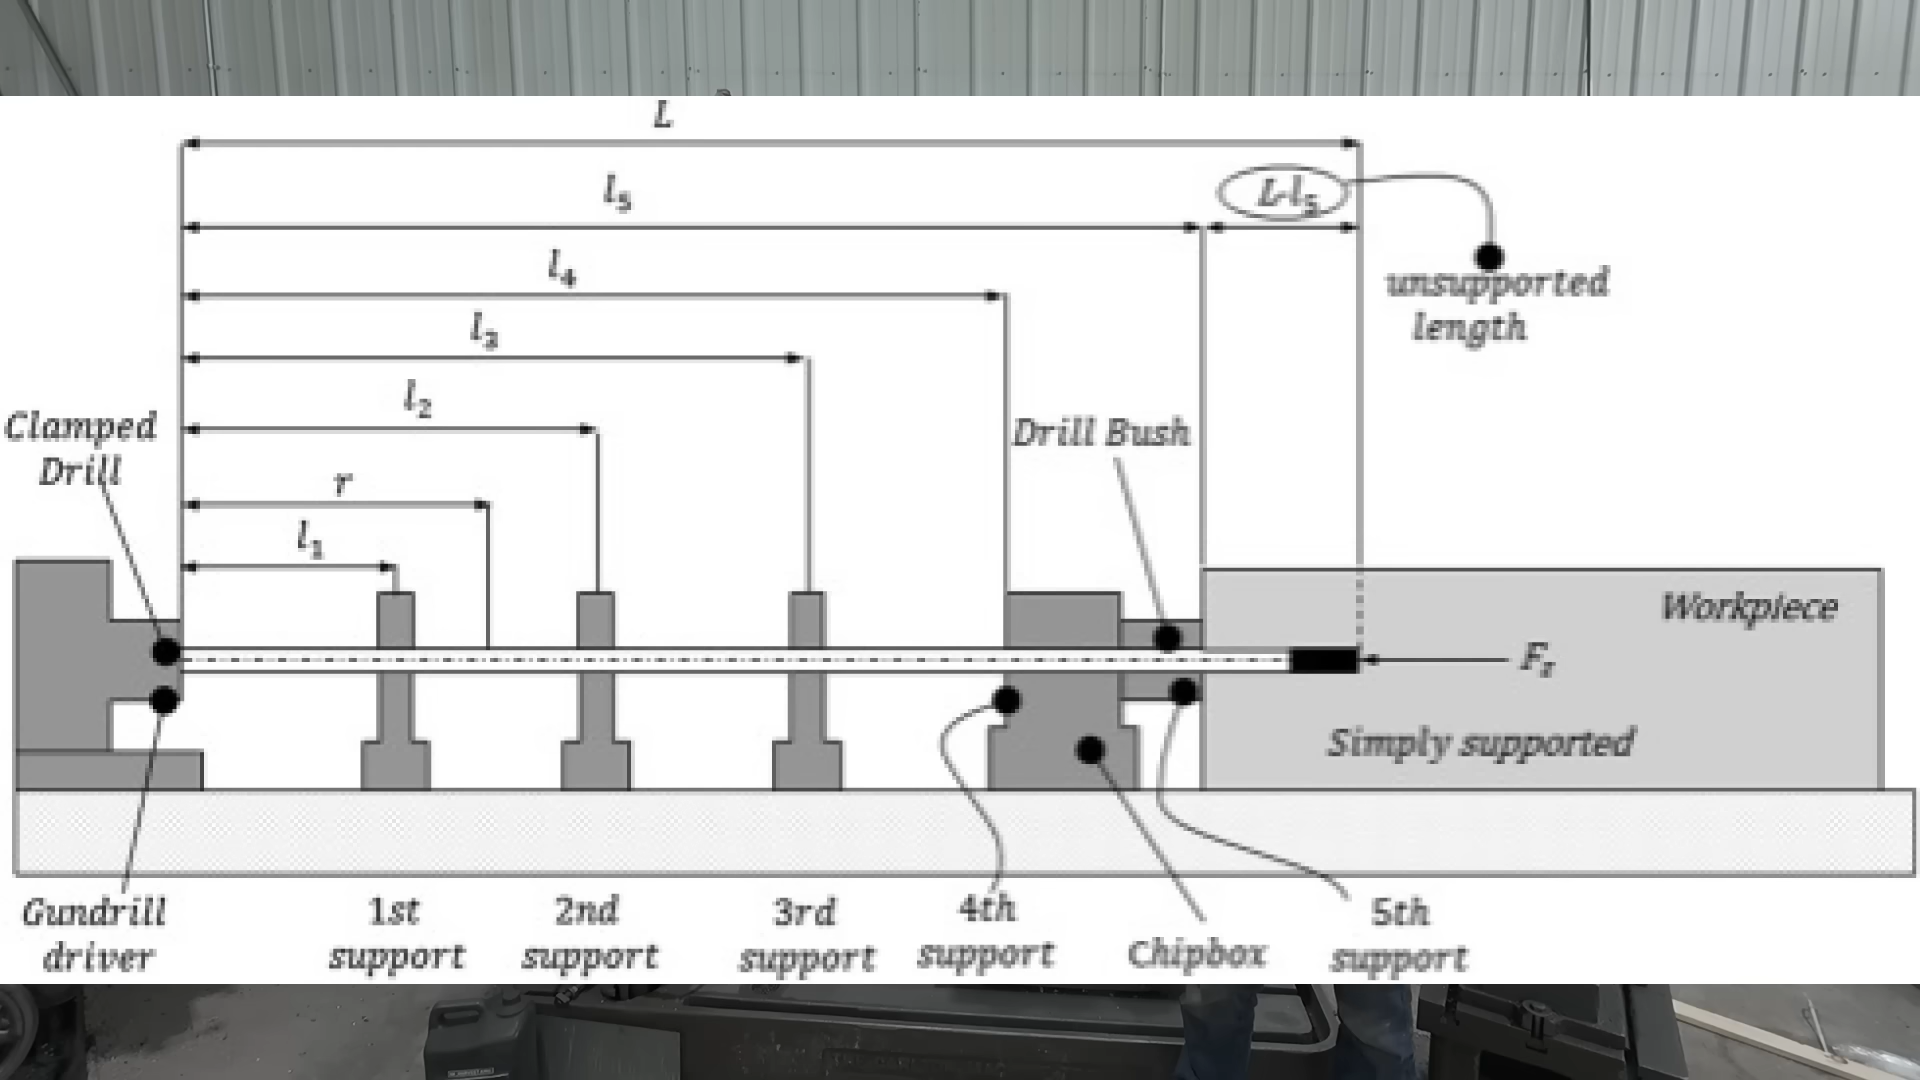 L
l5
L-l5
l4
unsupported
length
l3
l2
Clamped
Drill
Drill Bush
r
l1
Workpiece
Fz
Simply supported
Gundrill
driver
1st
support
2nd
support
3rd
support
4th
support
Chipbox
5th
support